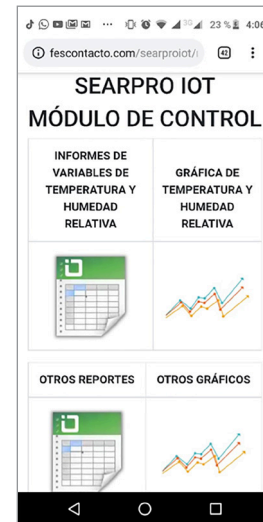 3G 23 % 4:06
fescontacto.com/searproiot/ 42
SEARPRO IOT
MÓDULO DE CONTROL
INFORMES DE
VARIABLES DE
TEMPERATURA Y
HUMEDAD
RELATIVA
GRÁFICA DE
TEMPERATURA Y
HUMEDAD
RELATIVA
OTROS REPORTES
OTROS GRÁFICOS